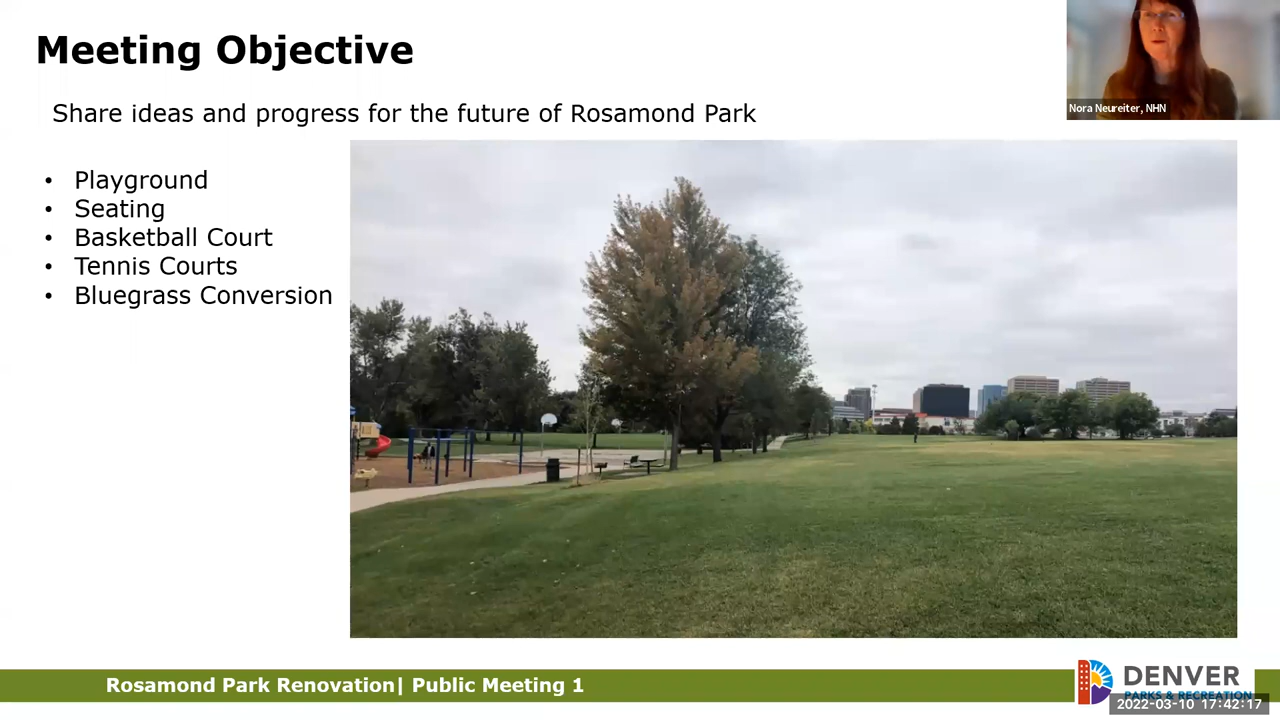 Meeting Objective
Share ideas and progress for the future of Rosamond Park
• Playground
• Seating
• Basketball Court
• Tennis Courts
• Bluegrass Conversion
Nora Neureiter, NHN
Rosamond Park Renovation| Public Meeting 1
DENVER
PARKS & RECREATION
2022-03-10 17:42:17